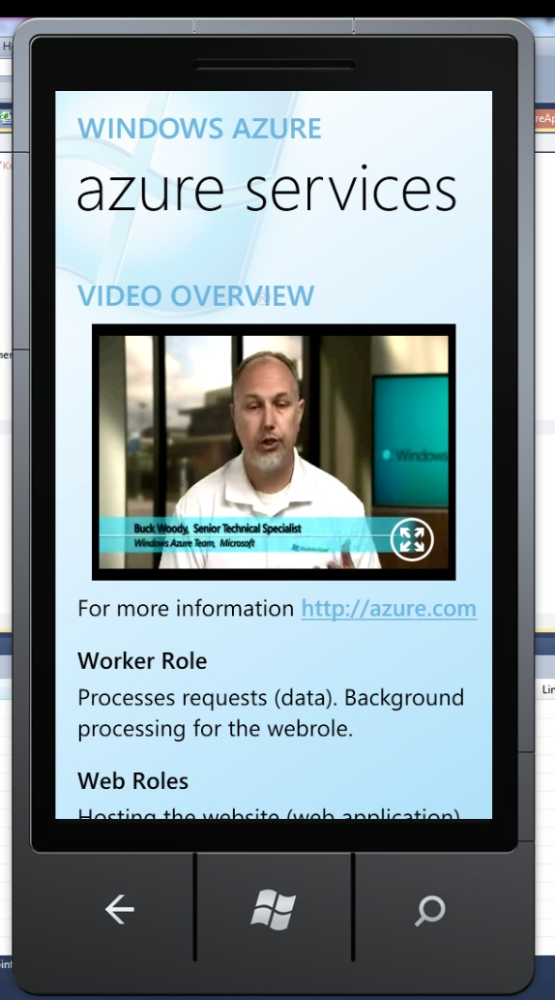 WINDOWS AZURE
azure services
VIDEO OVERVIEW
Windows
Buck Woody, Senior Technical Specialist
Windows Azure Team, Microsoft
For more information http://azure.com
Worker Role
Processes requests (data). Background
processing for the webrole.
Web Roles
Hosting the website (web application)